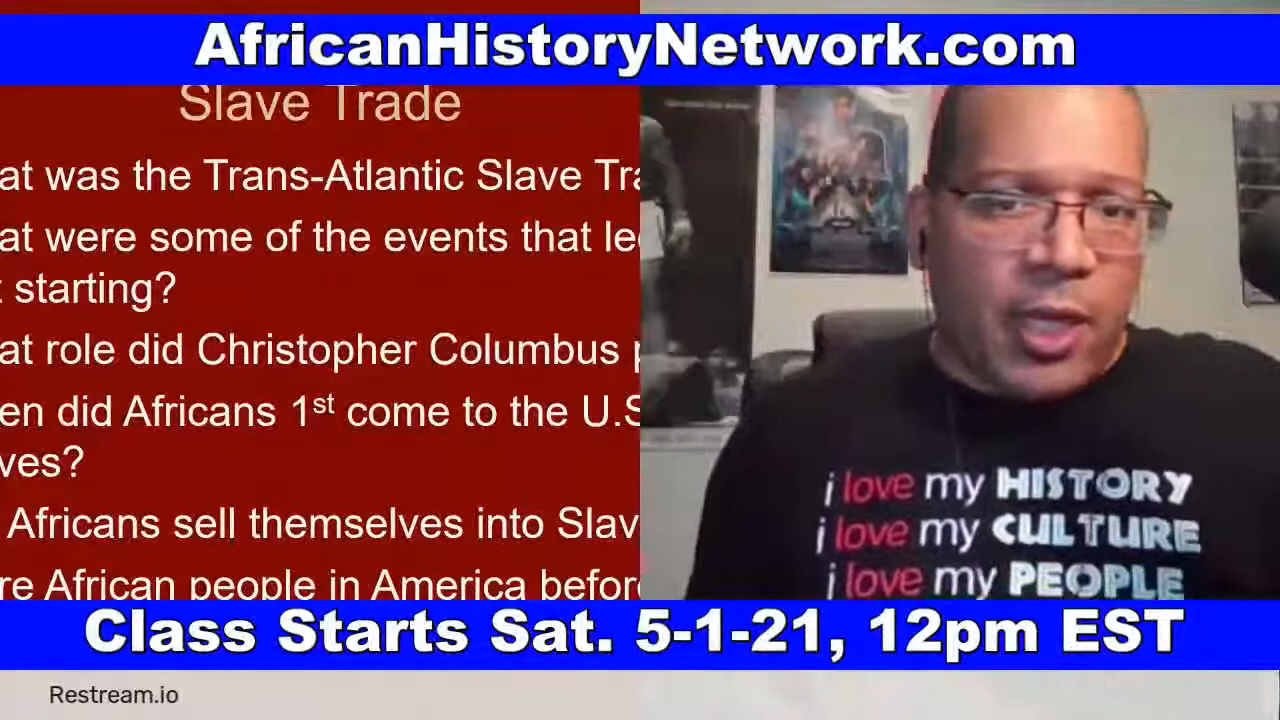 AfricanHistoryNetwork.com
Slave Trade
at was the Trans-Atlantic Slave Tra
at were some of the events that le
starting?
at role did Christopher Columbus
en did Africans 1st come to the U.S
ves?
Africans sell themselves into Slav
re African people in America before
i love my HISTORY
i love my CULTURE
i love my PEOPLE
Class Starts Sat. 5-1-21, 12pm EST
Restream.io